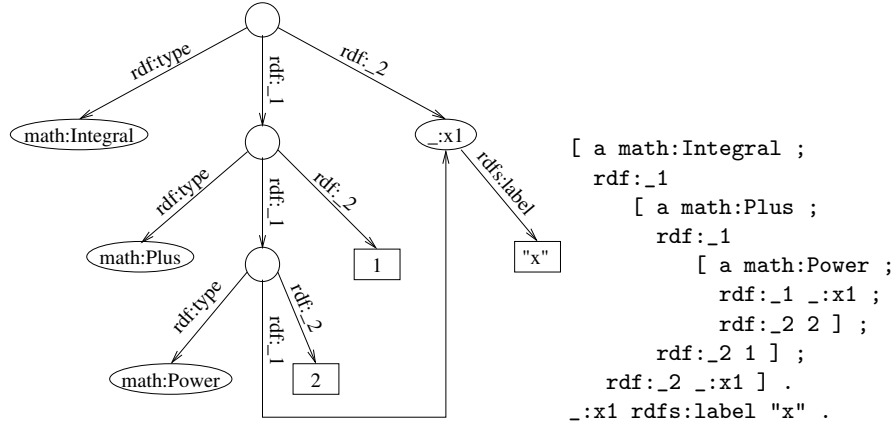 rdf:type
rdf:_1
rdf:_2
math:Integral
_:x1
rdf:type
rdf:_1
rdf:_2
rdfs:label
math:Plus
1
"x"
rdf:type
rdf:_1
rdf:_2
math:Power
2
[ a math:Integral ;
rdf:_1
[ a math:Plus ;
rdf:_1
[ a math:Power ;
rdf:_1 _:x1 ;
rdf:_2 2 ] ;
rdf:_2 1 ] ;
rdf:_2 _:x1 ] .
_:x1 rdfs:label "x" .